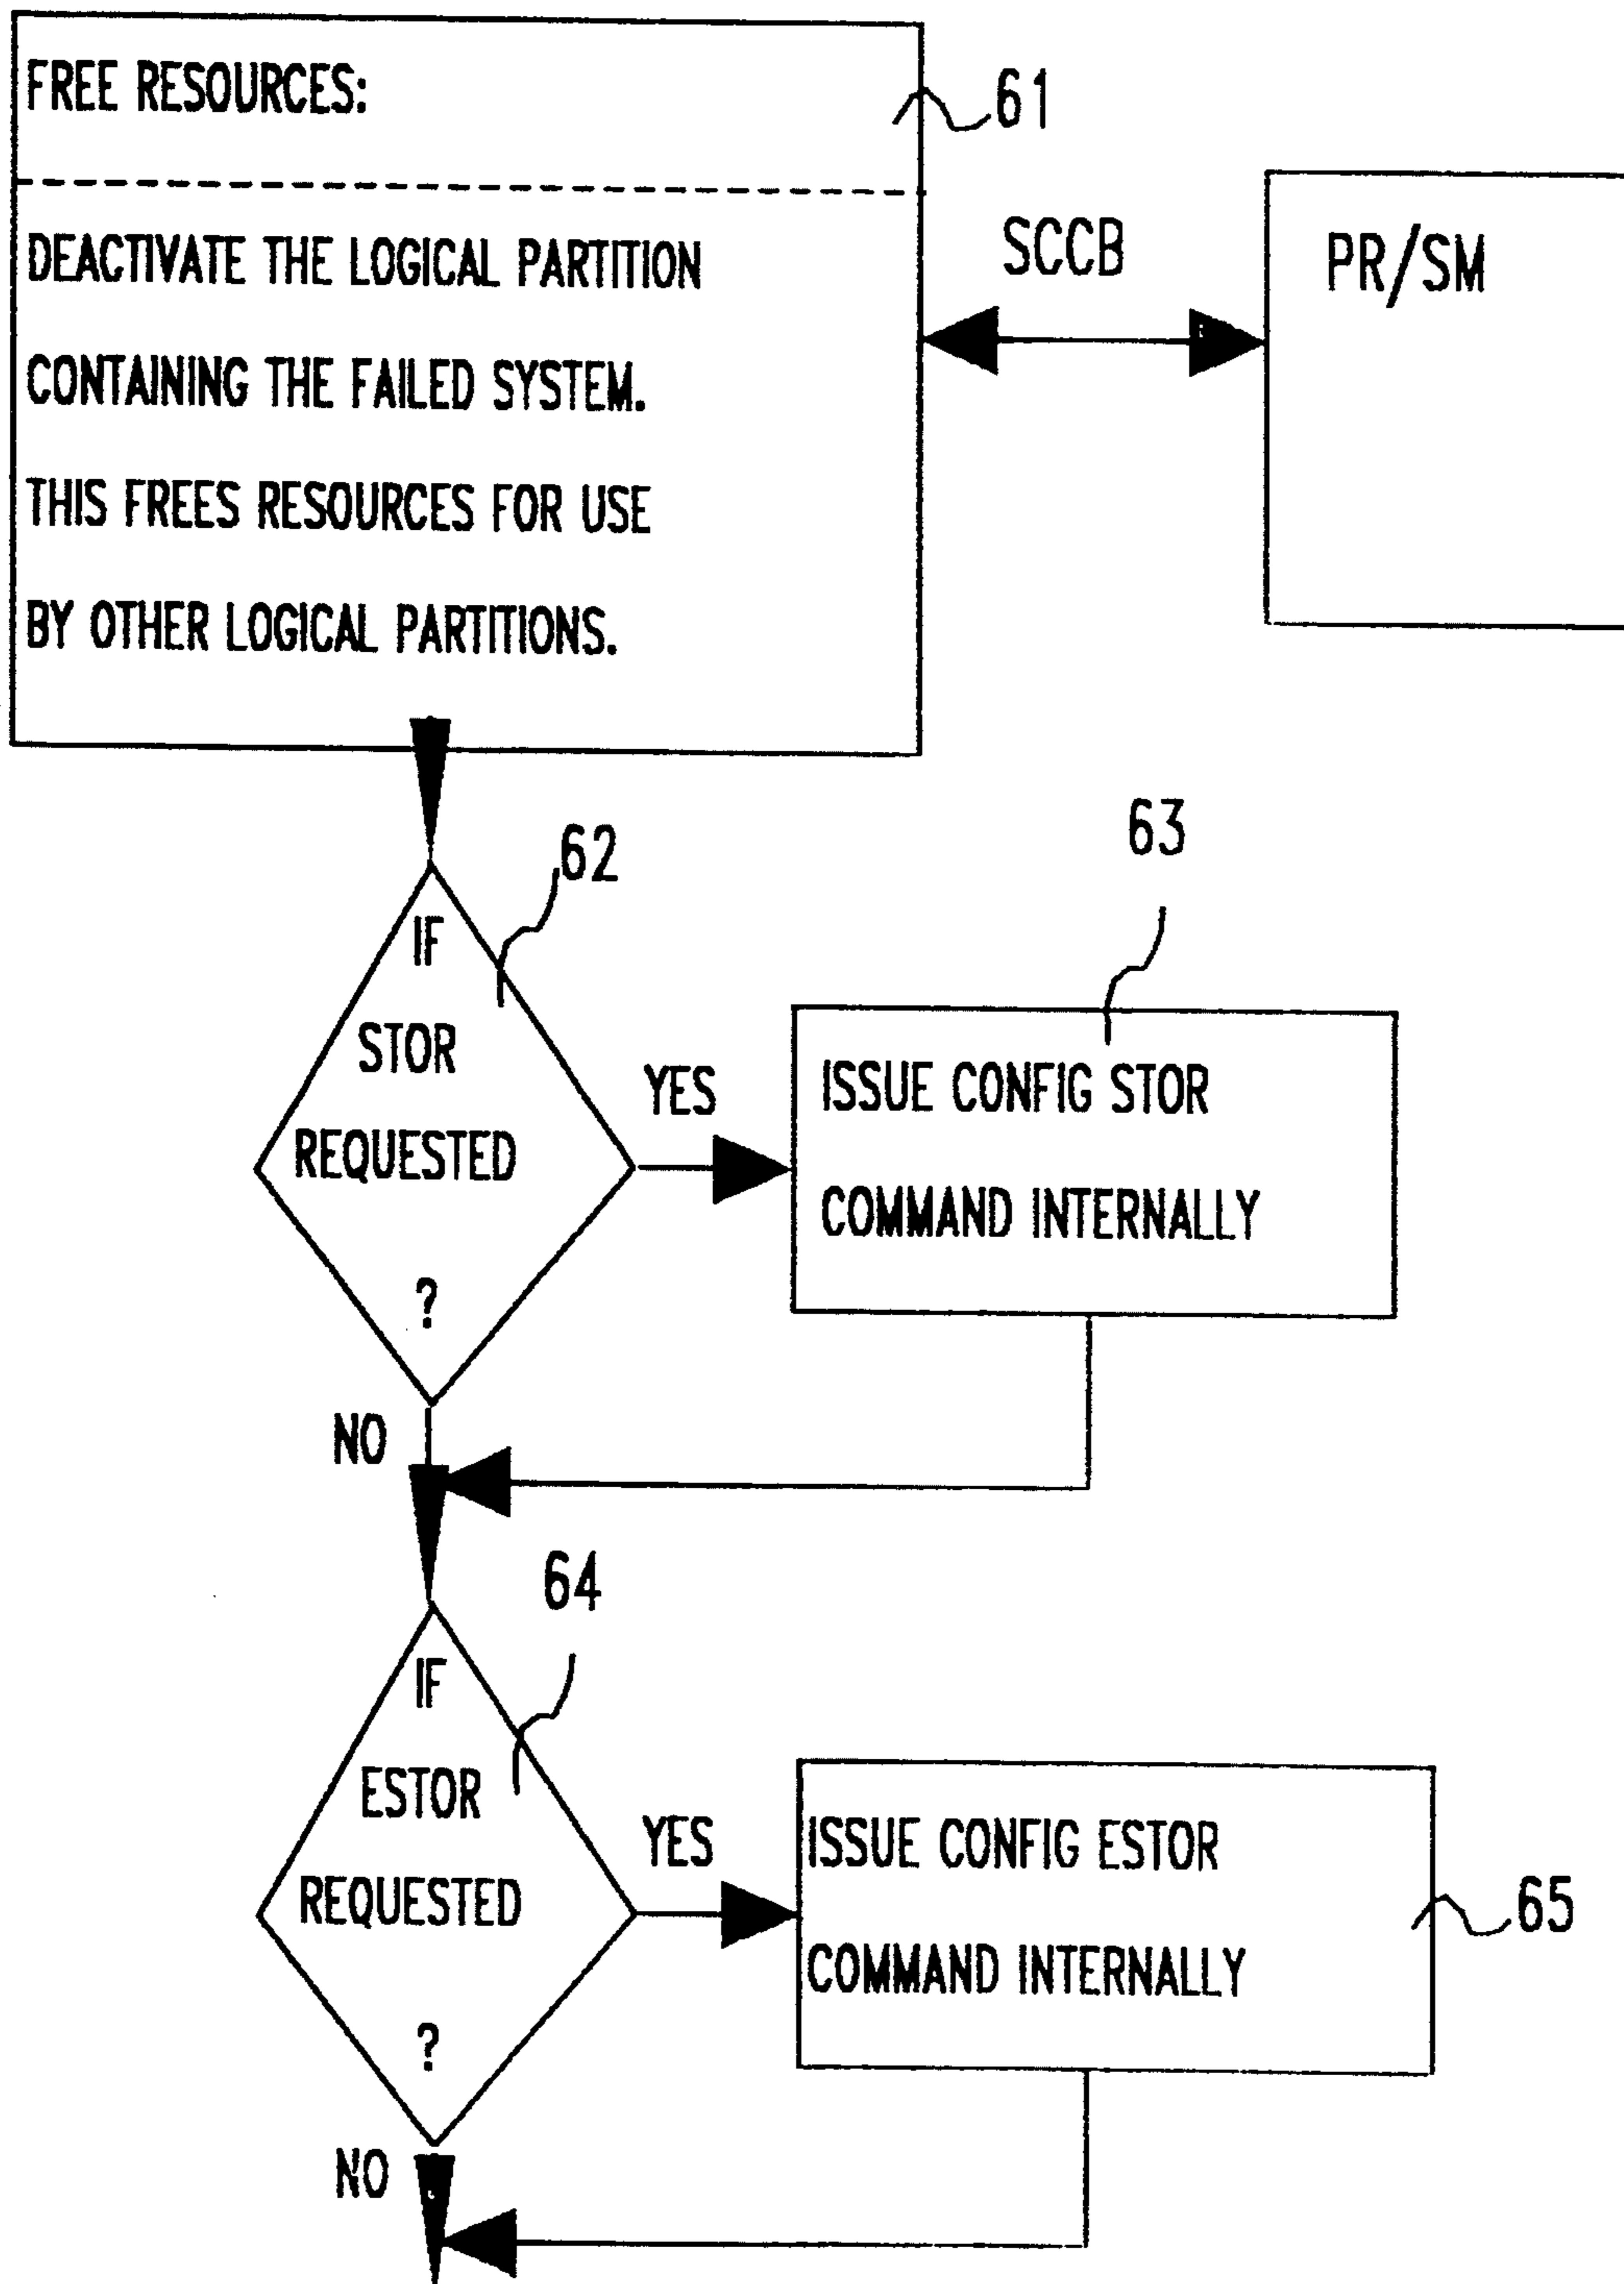 FREE RESOURCES:
61
DEACTIVATE THE LOGICAL PARTITION
CONTAINING THE FAILED SYSTEM.
THIS FREES RESOURCES FOR USE
BY OTHER LOGICAL PARTITIONS.
SCCB
PR/SM
62
IF
STOR
REQUESTED
?
YES
NO
63
ISSUE CONFIG STOR
COMMAND INTERNALLY
64
IF
ESTOR
REQUESTED
?
YES
NO
ISSUE CONFIG ESTOR
COMMAND INTERNALLY
65